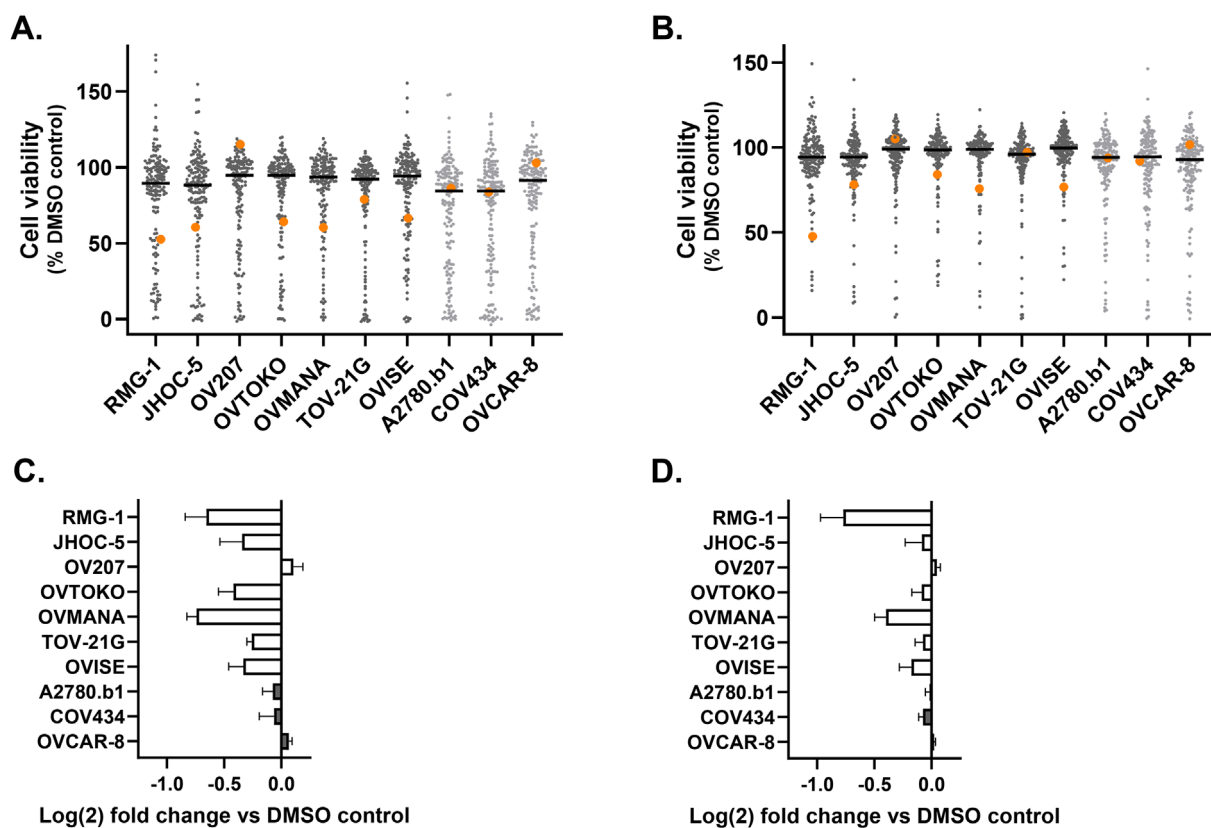 A.
Cell viability
(% DMSO control)
150
100
50
0
RMG-1
JHOC-5
OV207
OVTOKO
OVMANA
TOV-21G
OVISE
A2780.b1
COV434
OVCAR-8
B.
Cell viability
(% DMSO control)
150
100
50
0
RMG-1
JHOC-5
OV207
OVTOKO
OVMANA
TOV-21G
OVISE
A2780.b1
COV434
OVCAR-8
C.
RMG-1
JHOC-5
OV207
OVTOKO
OVMANA
TOV-21G
OVISE
A2780.b1
COV434
OVCAR-8
-1.0 -0.5 0.0
Log(2) fold change vs DMSO control
D.
RMG-1
JHOC-5
OV207
OVTOKO
OVMANA
TOV-21G
OVISE
A2780.b1
COV434
OVCAR-8
-1.0 -0.5 0.0
Log(2) fold change vs DMSO control